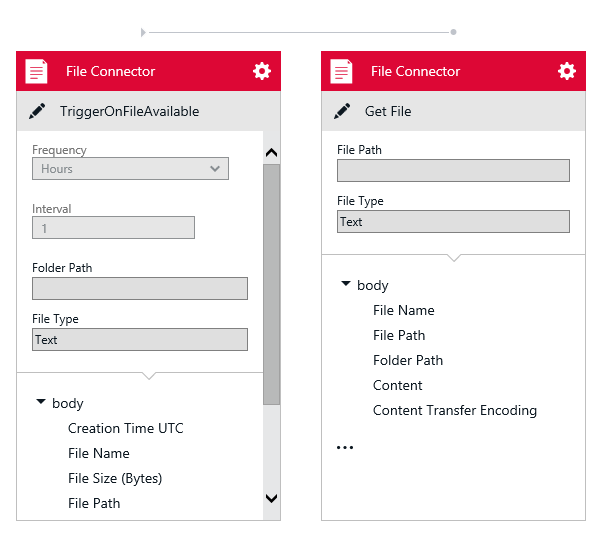 File Connector
TriggerOnFileAvailable
Frequency
Hours
Interval
1
Folder Path
File Type
Text
body
Creation Time UTC
File Name
File Size (Bytes)
File Path
File Connector
Get File
File Path
File Type
Text
body
File Name
File Path
Folder Path
Content
Content Transfer Encoding
...